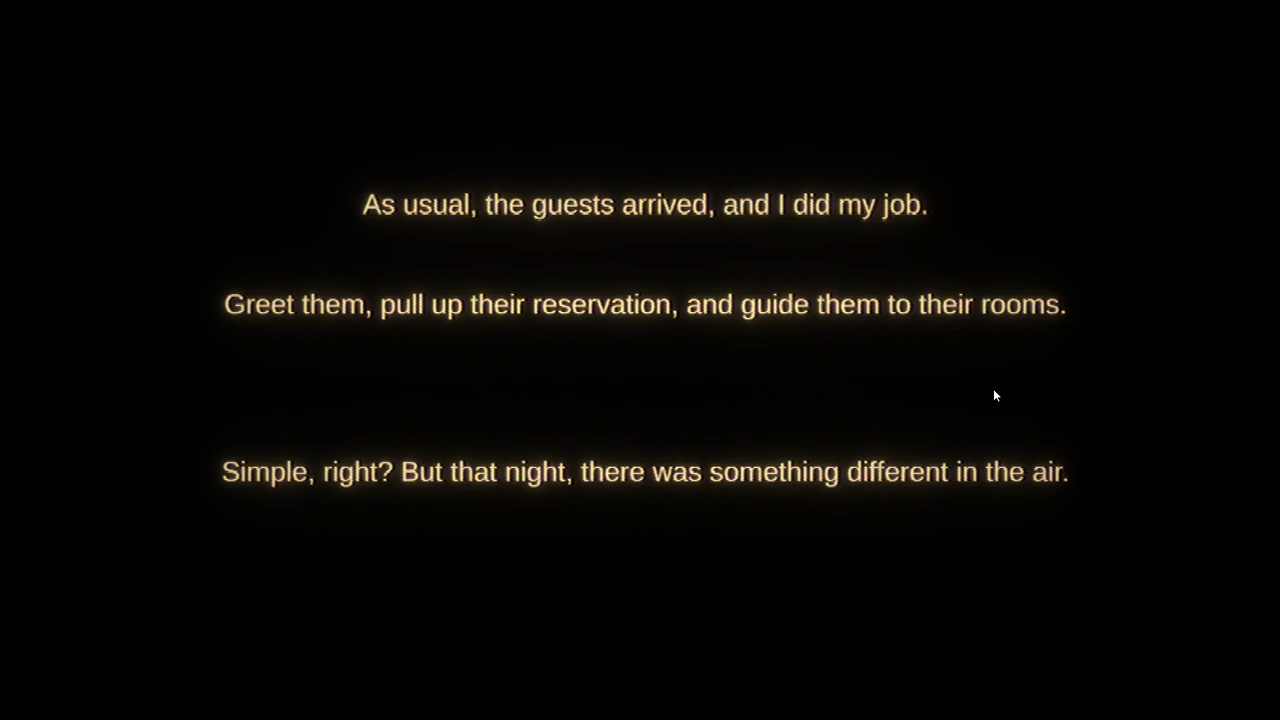 As usual, the guests arrived, and I did my job.
Greet them, pull up their reservation, and guide them to their rooms.
Simple, right? But that night, there was something different in the air.